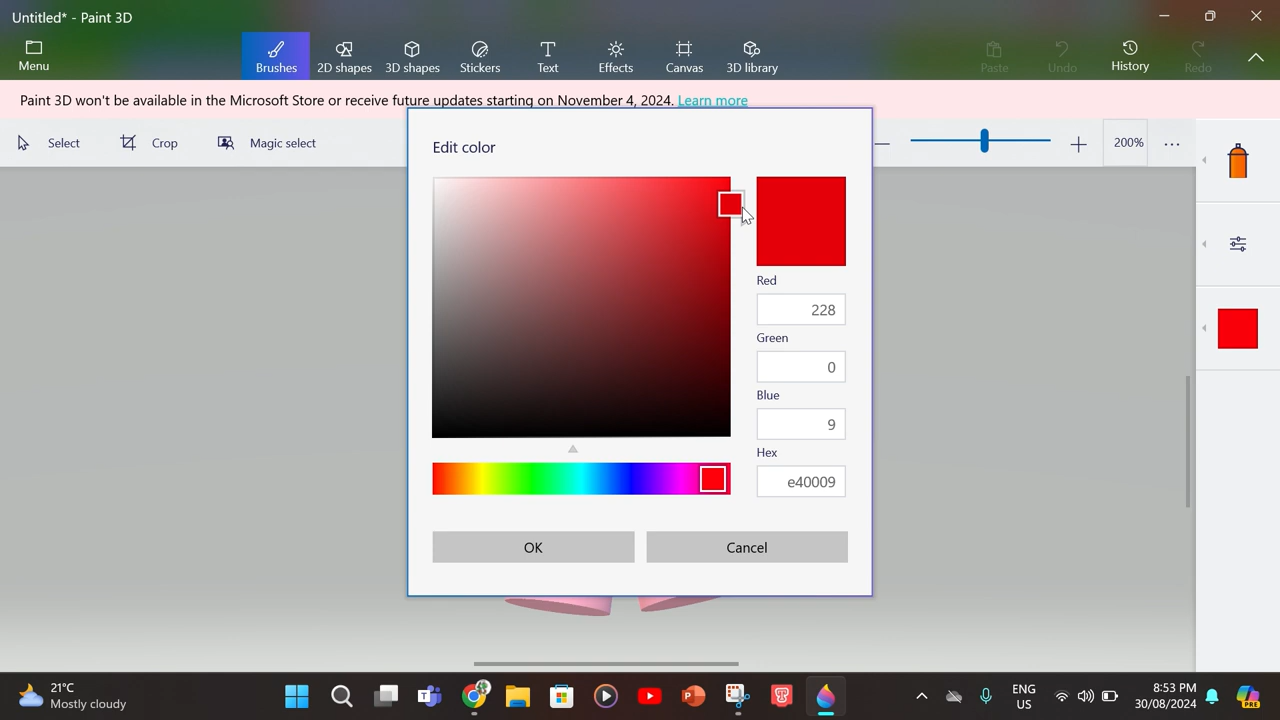 Untitled* - Paint 3D
Menu
Brushes
2D shapes
3D shapes
Stickers
Text
Effects
Canvas
3D library
Paste
Undo
History
Redo
Paint 3D won't be available in the Microsoft Store or receive future updates starting on November 4, 2024. Learn more
Select
Crop
Magic select
200%
Edit color
Red
228
Green
0
Blue
9
Hex
e40009
OK
Cancel
21°C
Mostly cloudy
ENG
US
8:53 PM
30/08/2024
PRE